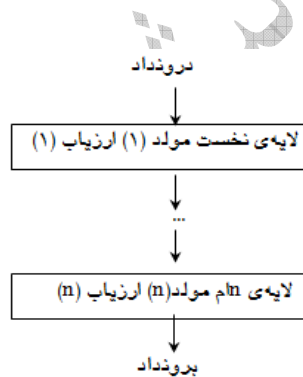 درونداد
لایه‌ی نخست مولد (۱) ارزیاب (۱)
...
لایه‌ی nام مولد(n) ارزیاب (n)
برونداد